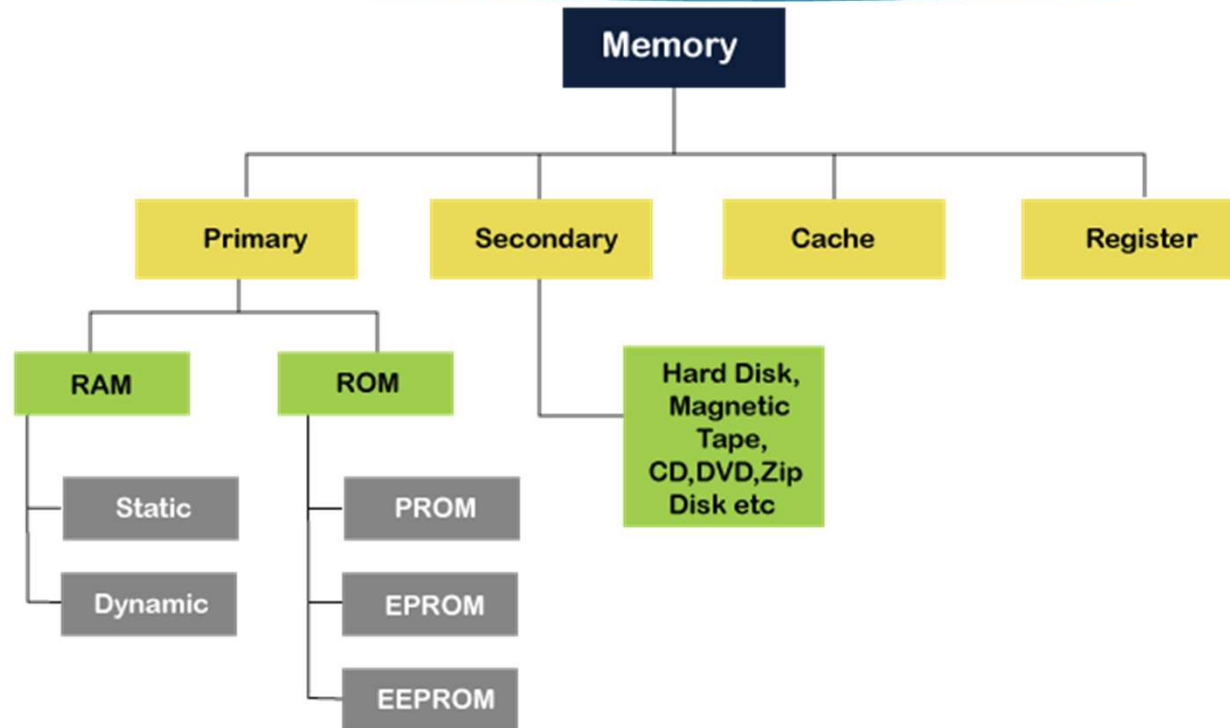 Memory
Primary
Secondary
Cache
Register
RAM
ROM
Hard Disk,
Magnetic
Tape,
CD,DVD,Zip
Disk etc
Static
PROM
Dynamic
EPROM
EEPROM